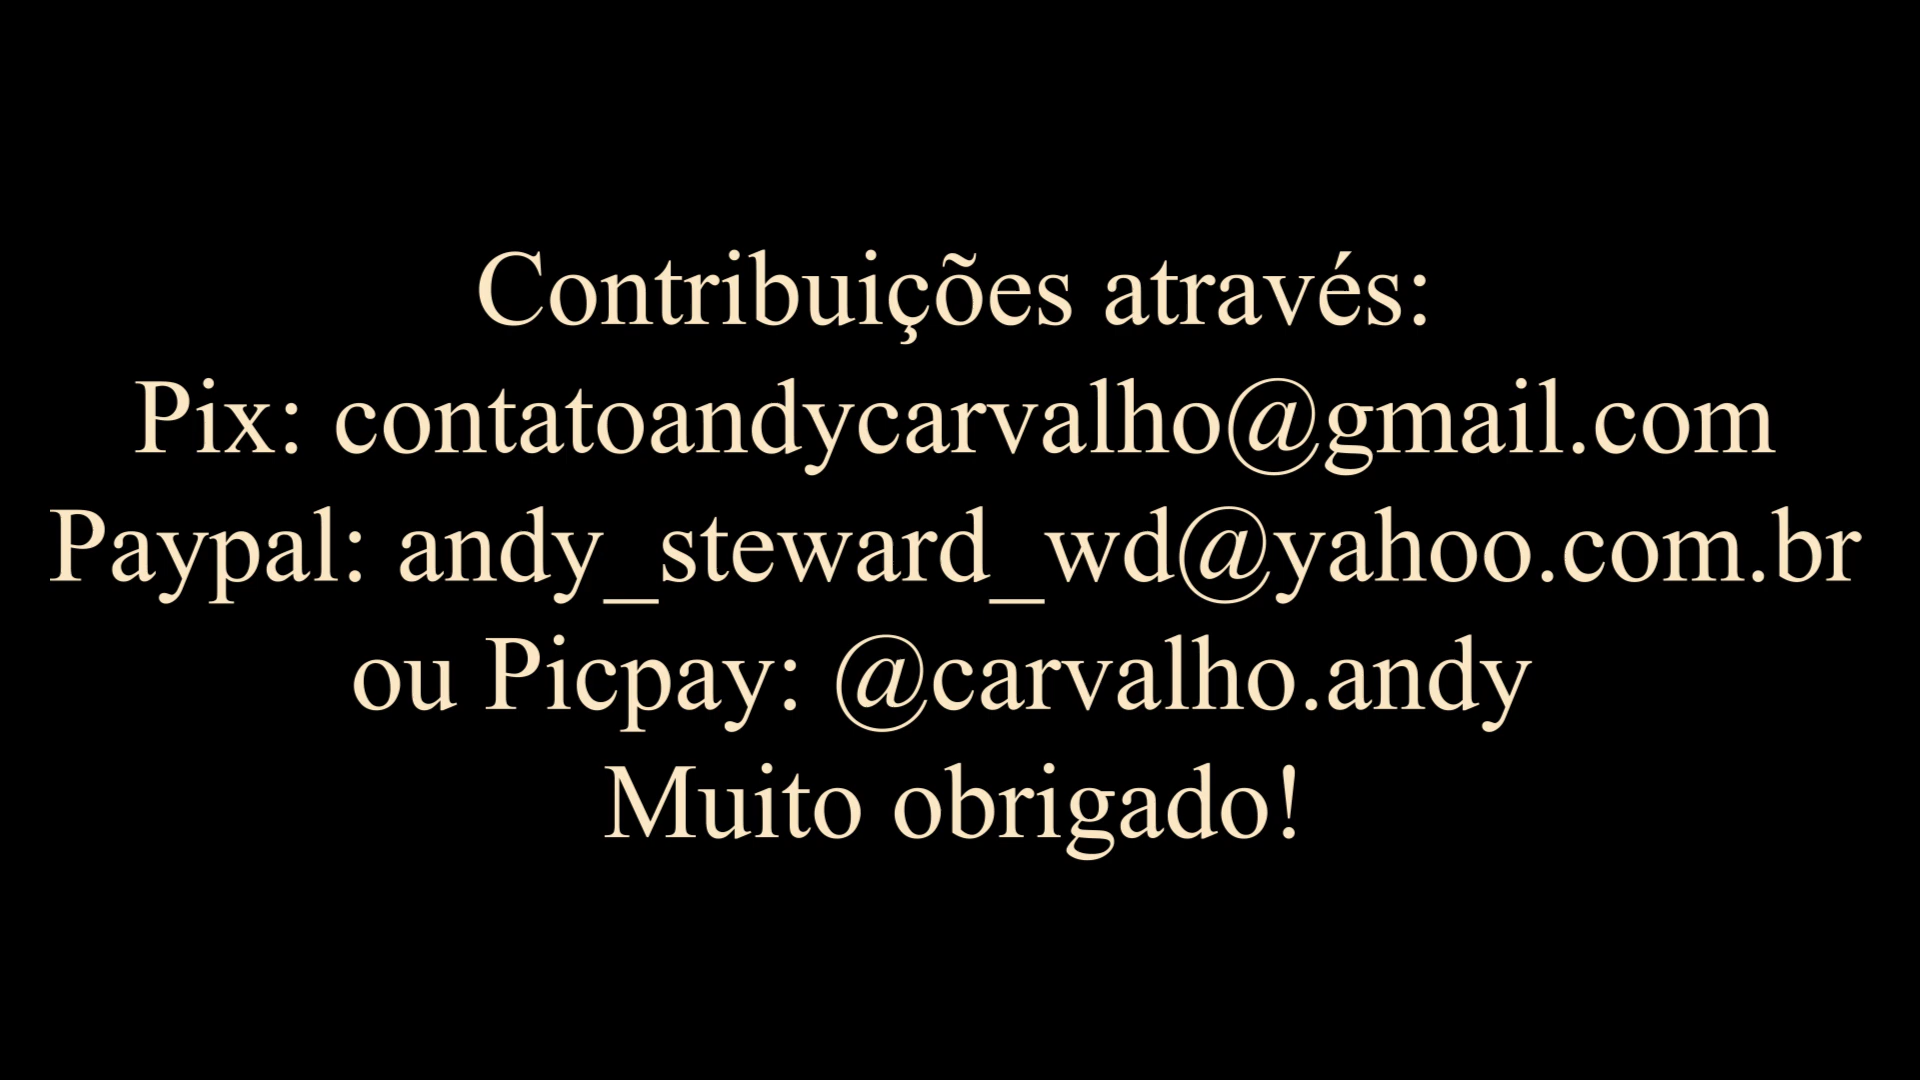 Contribuições através:
Pix: contatoandycarvalho@gmail.com
Paypal: andy_steward_wd@yahoo.com.br
ou Picpay: @carvalho.andy
Muito obrigado!